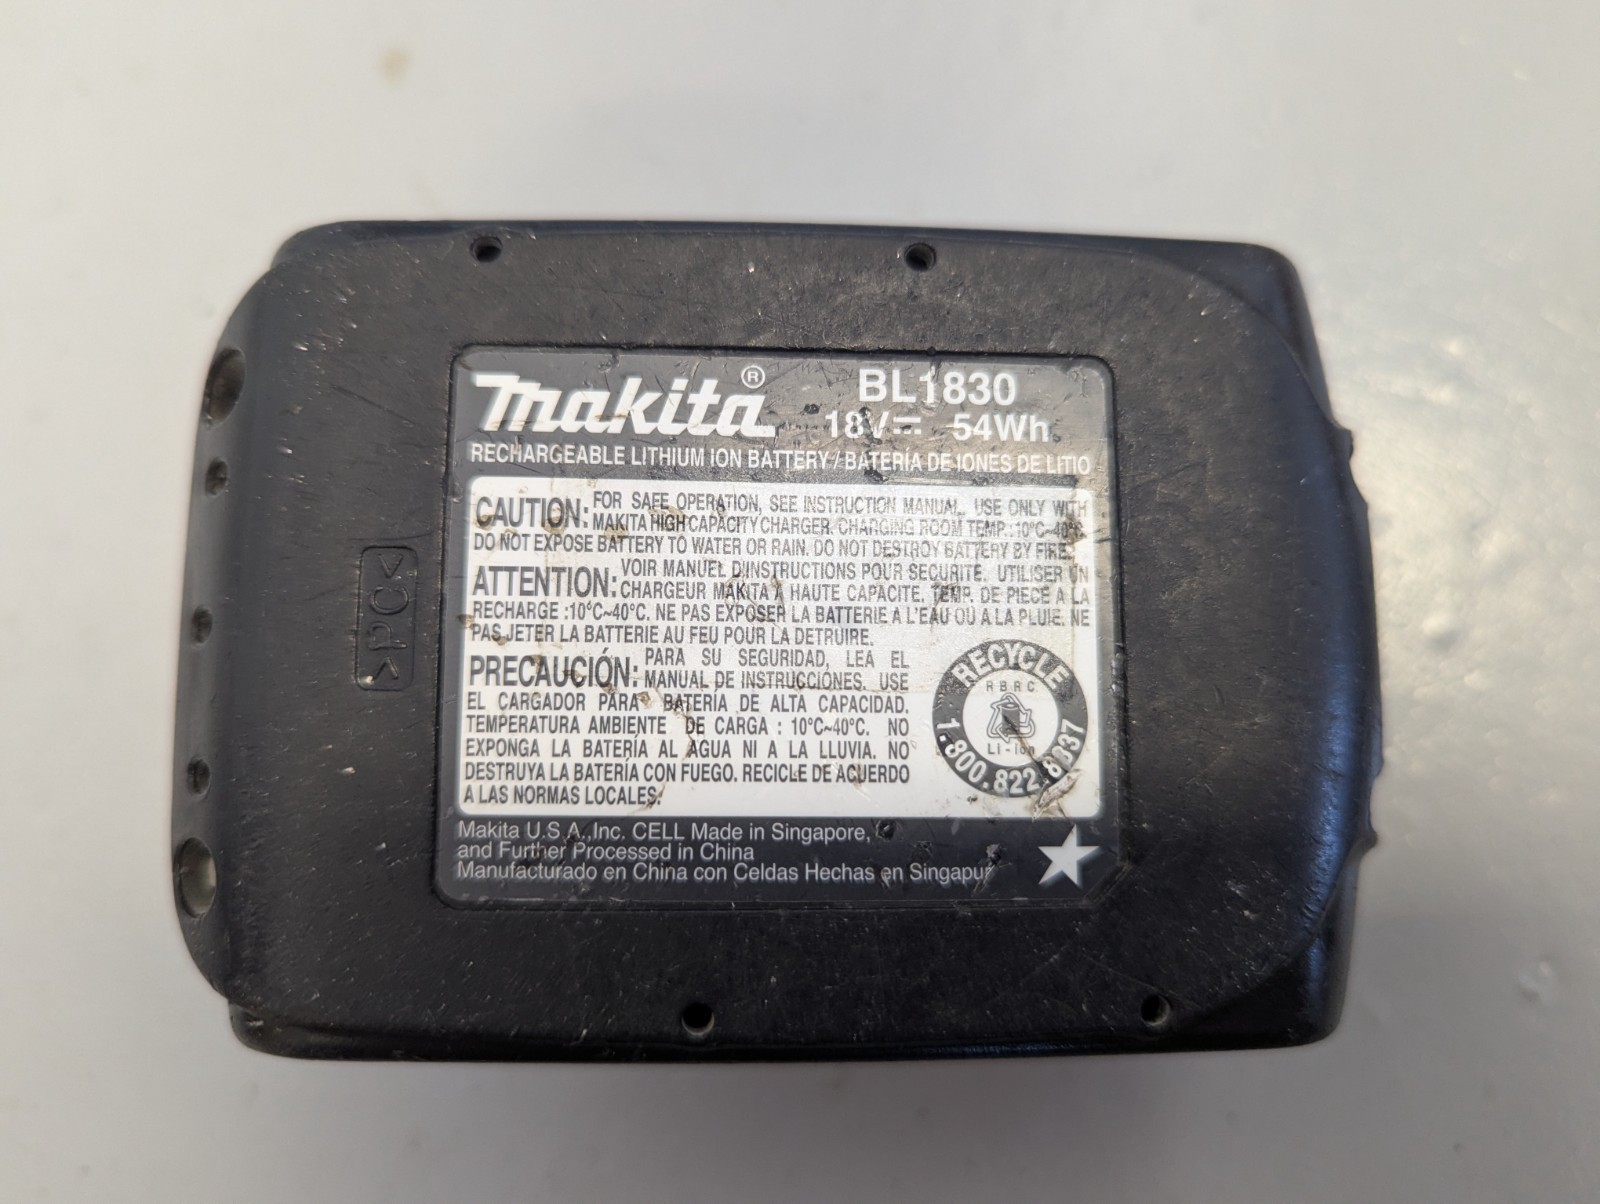 makita®
BL1830
18V⎓ 54Wh
RECHARGEABLE LITHIUM ION BATTERY / BATERÍA DE IONES DE LITIO
CAUTION: FOR SAFE OPERATION, SEE INSTRUCTION MANUAL. USE ONLY WITH
MAKITA HIGH CAPACITY CHARGER. CHARGING ROOM TEMP.:10°C~40°C.
DO NOT EXPOSE BATTERY TO WATER OR RAIN. DO NOT DESTROY BATTERY BY FIRE.
ATTENTION: VOIR MANUEL D'INSTRUCTIONS POUR SECURITE. UTILISER UN
CHARGEUR MAKITA À HAUTE CAPACITE. TEMP. DE PIECE A LA
RECHARGE :10°C~40°C. NE PAS EXPOSER LA BATTERIE A L'EAU OU A LA PLUIE. NE
PAS JETER LA BATTERIE AU FEU POUR LA DETRUIRE.
PRECAUCIÓN: PARA SU SEGURIDAD, LEA EL
MANUAL DE INSTRUCCIONES. USE
EL CARGADOR PARA BATERÍA DE ALTA CAPACIDAD.
TEMPERATURA AMBIENTE DE CARGA : 10°C~40°C. NO
EXPONGA LA BATERÍA AL AGUA NI A LA LLUVIA. NO
DESTRUYA LA BATERÍA CON FUEGO. RECICLE DE ACUERDO
A LAS NORMAS LOCALES.
RECYCLE
RBRC
Li-ion
1.800.822.8837
Makita U.S.A.,Inc. CELL Made in Singapore,
and Further Processed in China
Manufacturado en China con Celdas Hechas en Singapur
>PC<